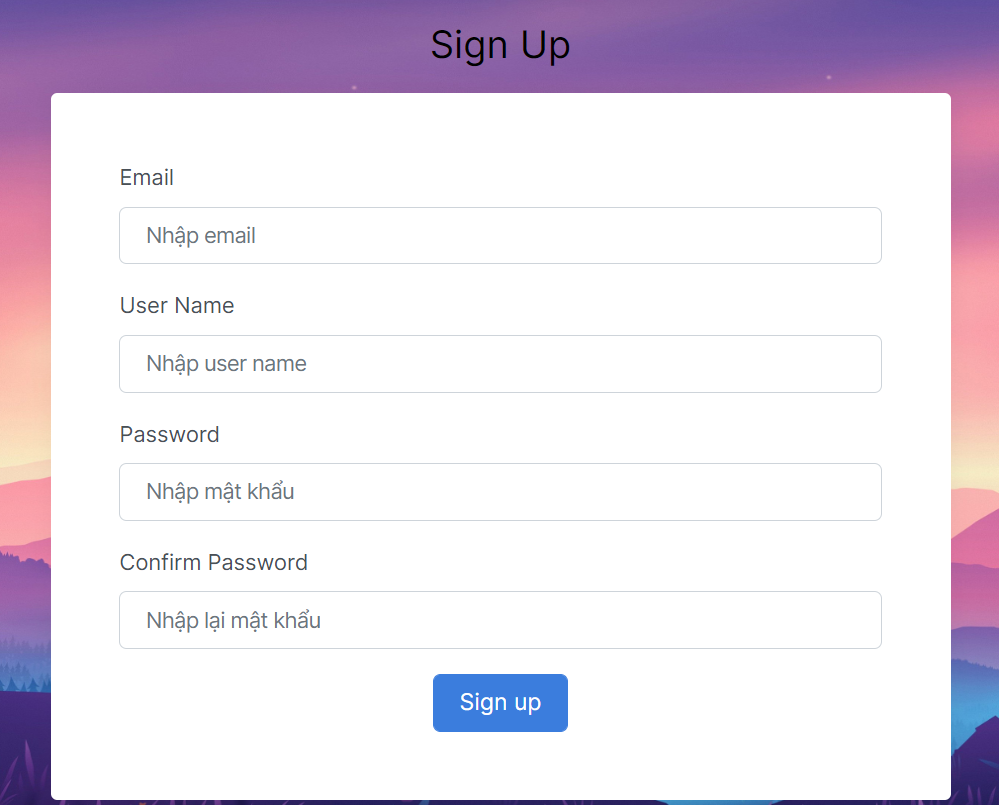 Sign Up
Email
Nhập email
User Name
Nhập user name
Password
Nhập mật khẩu
Confirm Password
Nhập lại mật khẩu
Sign up